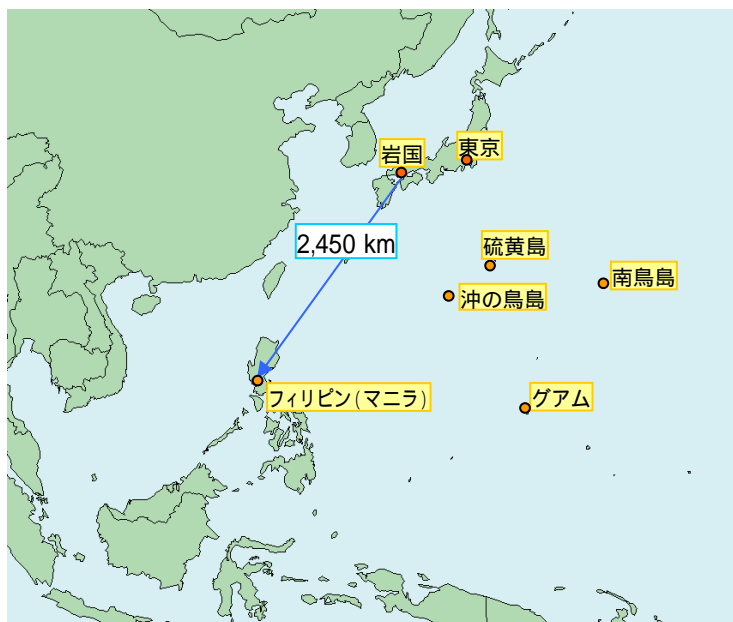 岩国
東京
2,450 km
硫黄島
南鳥島
沖の鳥島
フィリピン(マニラ)
グアム